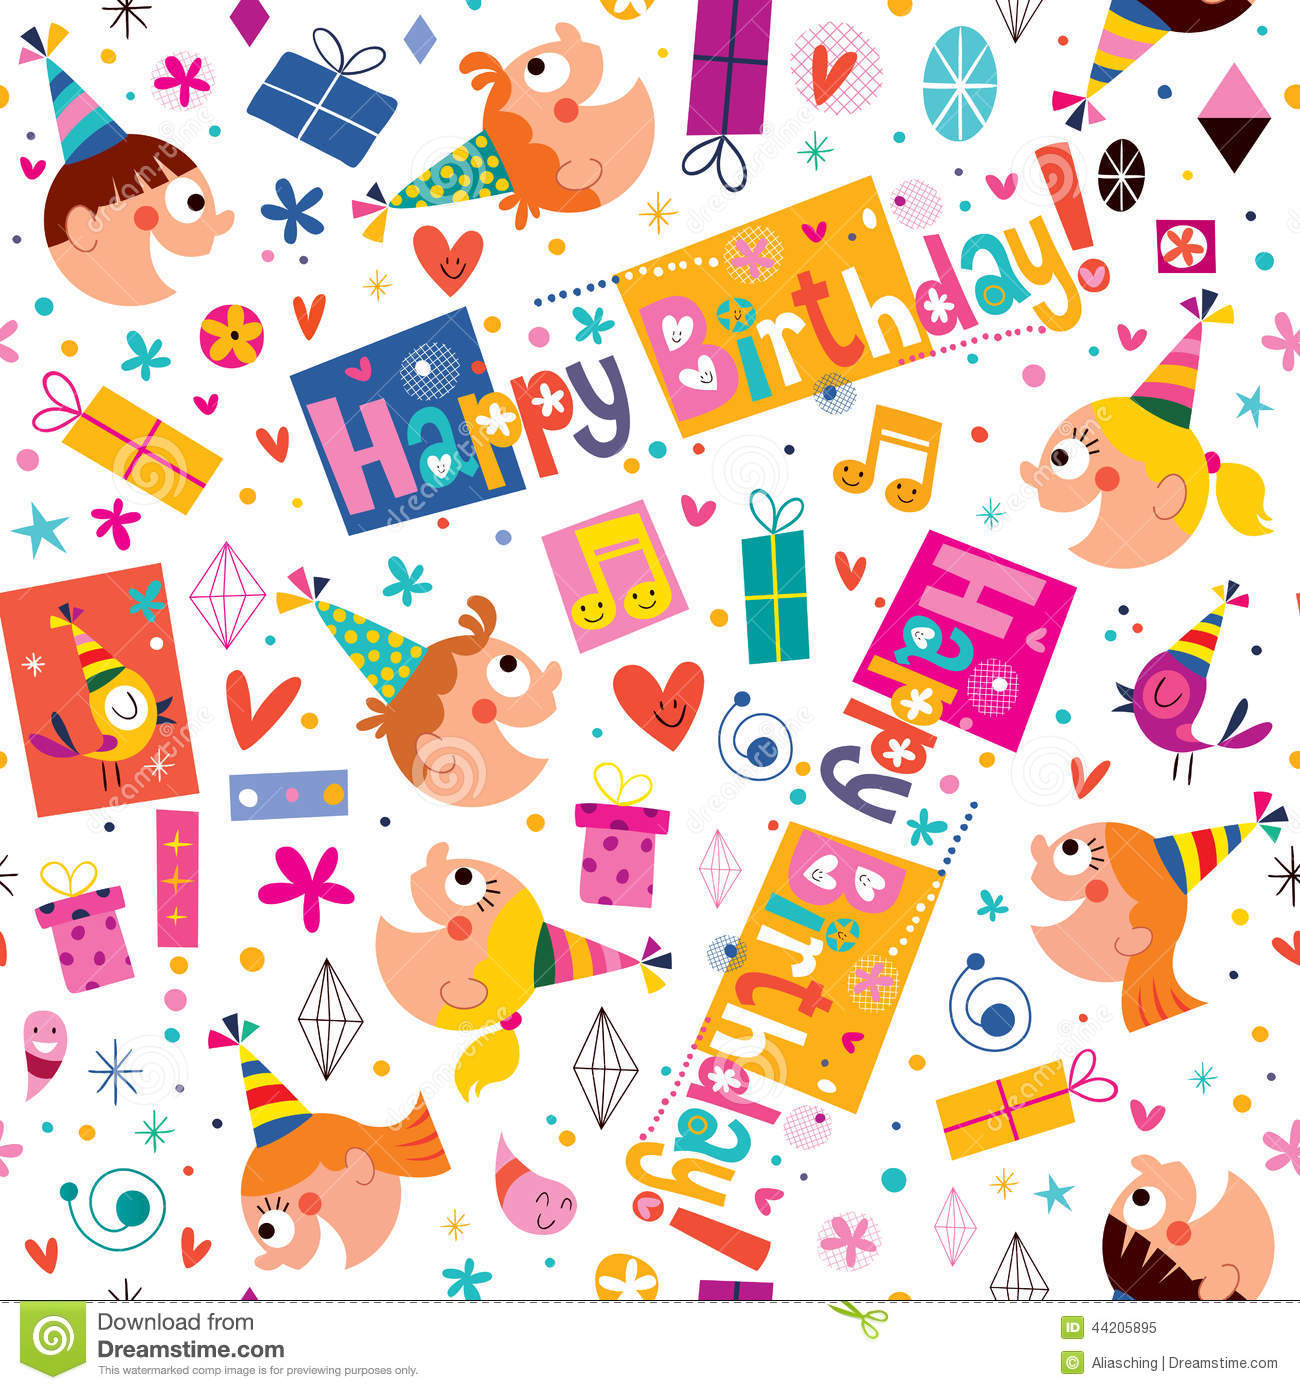 Happy Birthday!
Happy Birthday!
Download from
Dreamstime.com
This watermarked comp image is for previewing purposes only.
ID 44205895
© Aliasching | Dreamstime.com